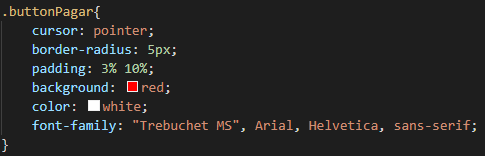 .buttonPagar{
cursor: pointer;
border-radius: 5px;
padding: 3% 10%;
background: red;
color: white;
font-family: "Trebuchet MS", Arial, Helvetica, sans-serif;
}